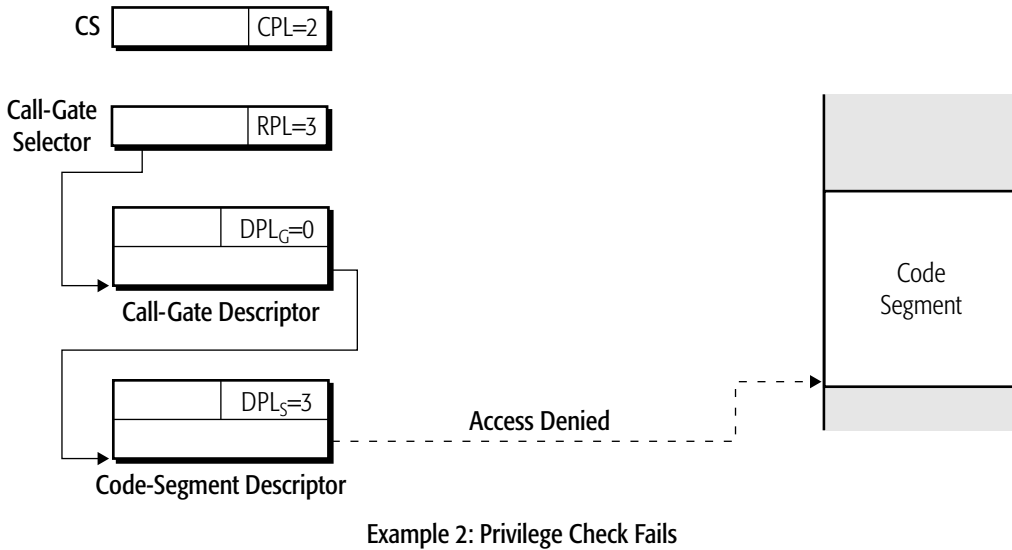 CS
CPL=2
Call-Gate
Selector
RPL=3
DPLG=0
Call-Gate Descriptor
DPLS=3
Code-Segment Descriptor
Access Denied
Code
Segment
Example 2: Privilege Check Fails